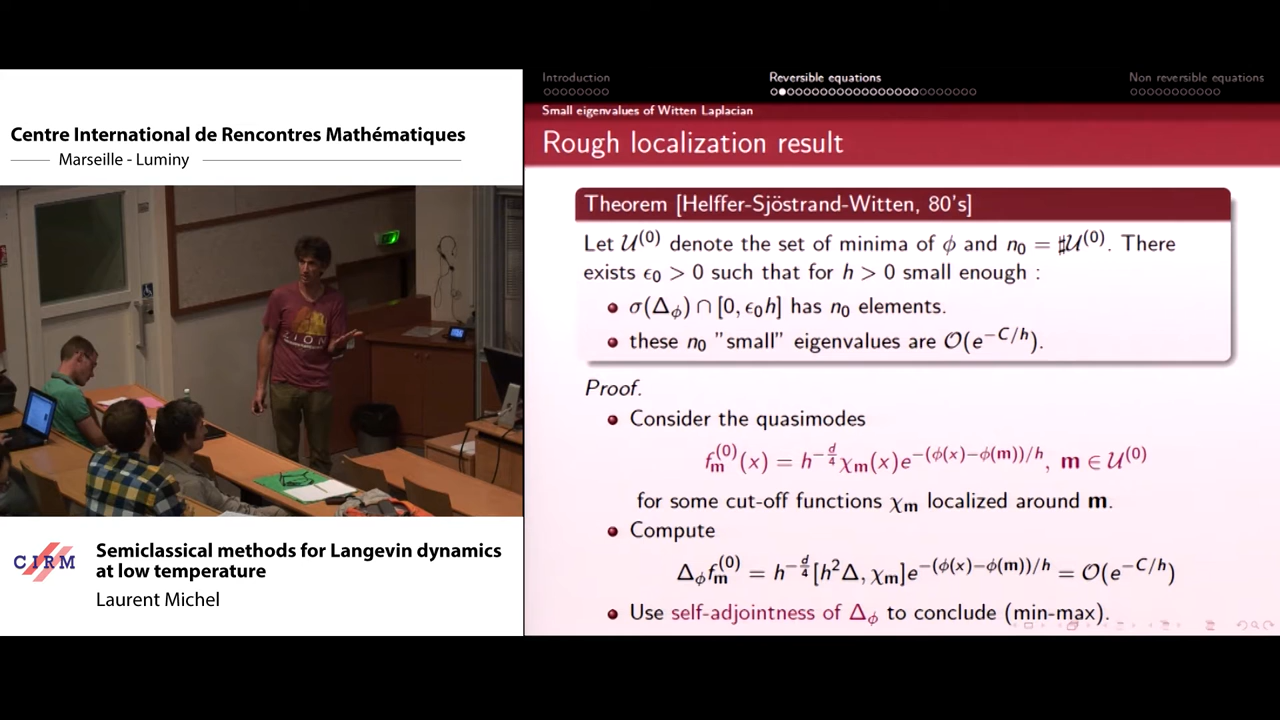 Centre International de Rencontres Mathématiques
Marseille - Luminy
CIRM
Semiclassical methods for Langevin dynamics
at low temperature
Laurent Michel
Introduction
Reversible equations
Non reversible equations
Small eigenvalues of Witten Laplacian
Rough localization result
Theorem [Helffer-Sjöstrand-Witten, 80's]
Let 𝒰⁽⁰⁾ denote the set of minima of ϕ and n₀ = ♯𝒰⁽⁰⁾. There
exists ϵ₀ > 0 such that for h > 0 small enough :
σ(Δ_ϕ) ∩ [0, ϵ₀h] has n₀ elements.
these n₀ "small" eigenvalues are 𝒪(e^{−C/h}).
Proof.
Consider the quasimodes
f_m^{(0)}(x) = h^{−d/4} χ_m(x) e^{−(ϕ(x)−ϕ(m))/h}, m ∈ 𝒰⁽⁰⁾
for some cut-off functions χ_m localized around m.
Compute
Δ_ϕ f_m^{(0)} = h^{−d/4} [h²Δ, χ_m] e^{−(ϕ(x)−ϕ(m))/h} = 𝒪(e^{−C/h})
Use self-adjointness of Δ_ϕ to conclude (min-max).